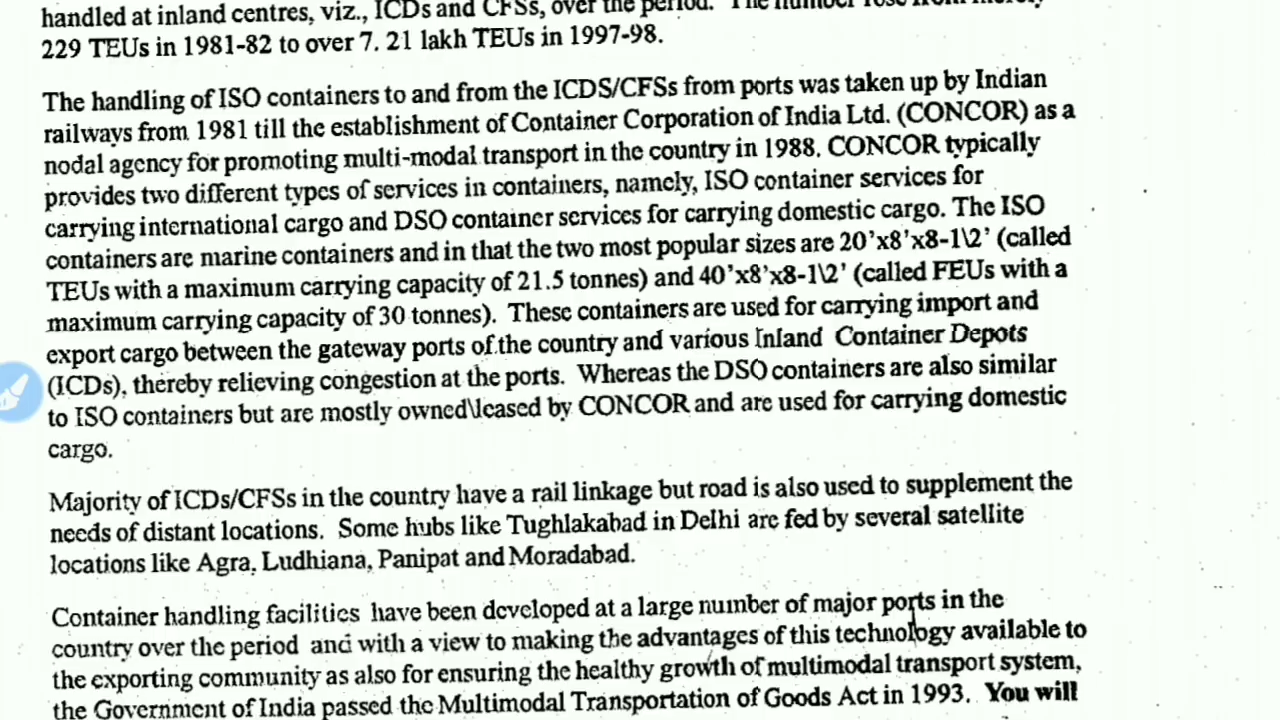 handled at inland centres, viz., ICDs and CFSs, over the period. The number rose from merely
229 TEUs in 1981-82 to over 7. 21 lakh TEUs in 1997-98.
The handling of ISO containers to and from the ICDS/CFSs from ports was taken up by Indian
railways from 1981 till the establishment of Container Corporation of India Ltd. (CONCOR) as a
nodal agency for promoting multi-modal transport in the country in 1988. CONCOR typically
provides two different types of services in containers, namely, ISO container services for
carrying international cargo and DSO container services for carrying domestic cargo. The ISO
containers are marine containers and in that the two most popular sizes are 20'x8'x8-1\2' (called
TEUs with a maximum carrying capacity of 21.5 tonnes) and 40'x8'x8-1\2' (called FEUs with a
maximum carrying capacity of 30 tonnes). These containers are used for carrying import and
export cargo between the gateway ports of the country and various Inland Container Depots
(ICDs), thereby relieving congestion at the ports. Whereas the DSO containers are also similar
to ISO containers but are mostly owned\leased by CONCOR and are used for carrying domestic
cargo.
Majority of ICDs/CFSs in the country have a rail linkage but road is also used to supplement the
needs of distant locations. Some hubs like Tughlakabad in Delhi are fed by several satellite
locations like Agra, Ludhiana, Panipat and Moradabad.
Container handling facilities have been developed at a large number of major ports in the
country over the period and with a view to making the advantages of this technology available to
the exporting community as also for ensuring the healthy growth of multimodal transport system,
the Government of India passed the Multimodal Transportation of Goods Act in 1993. You will